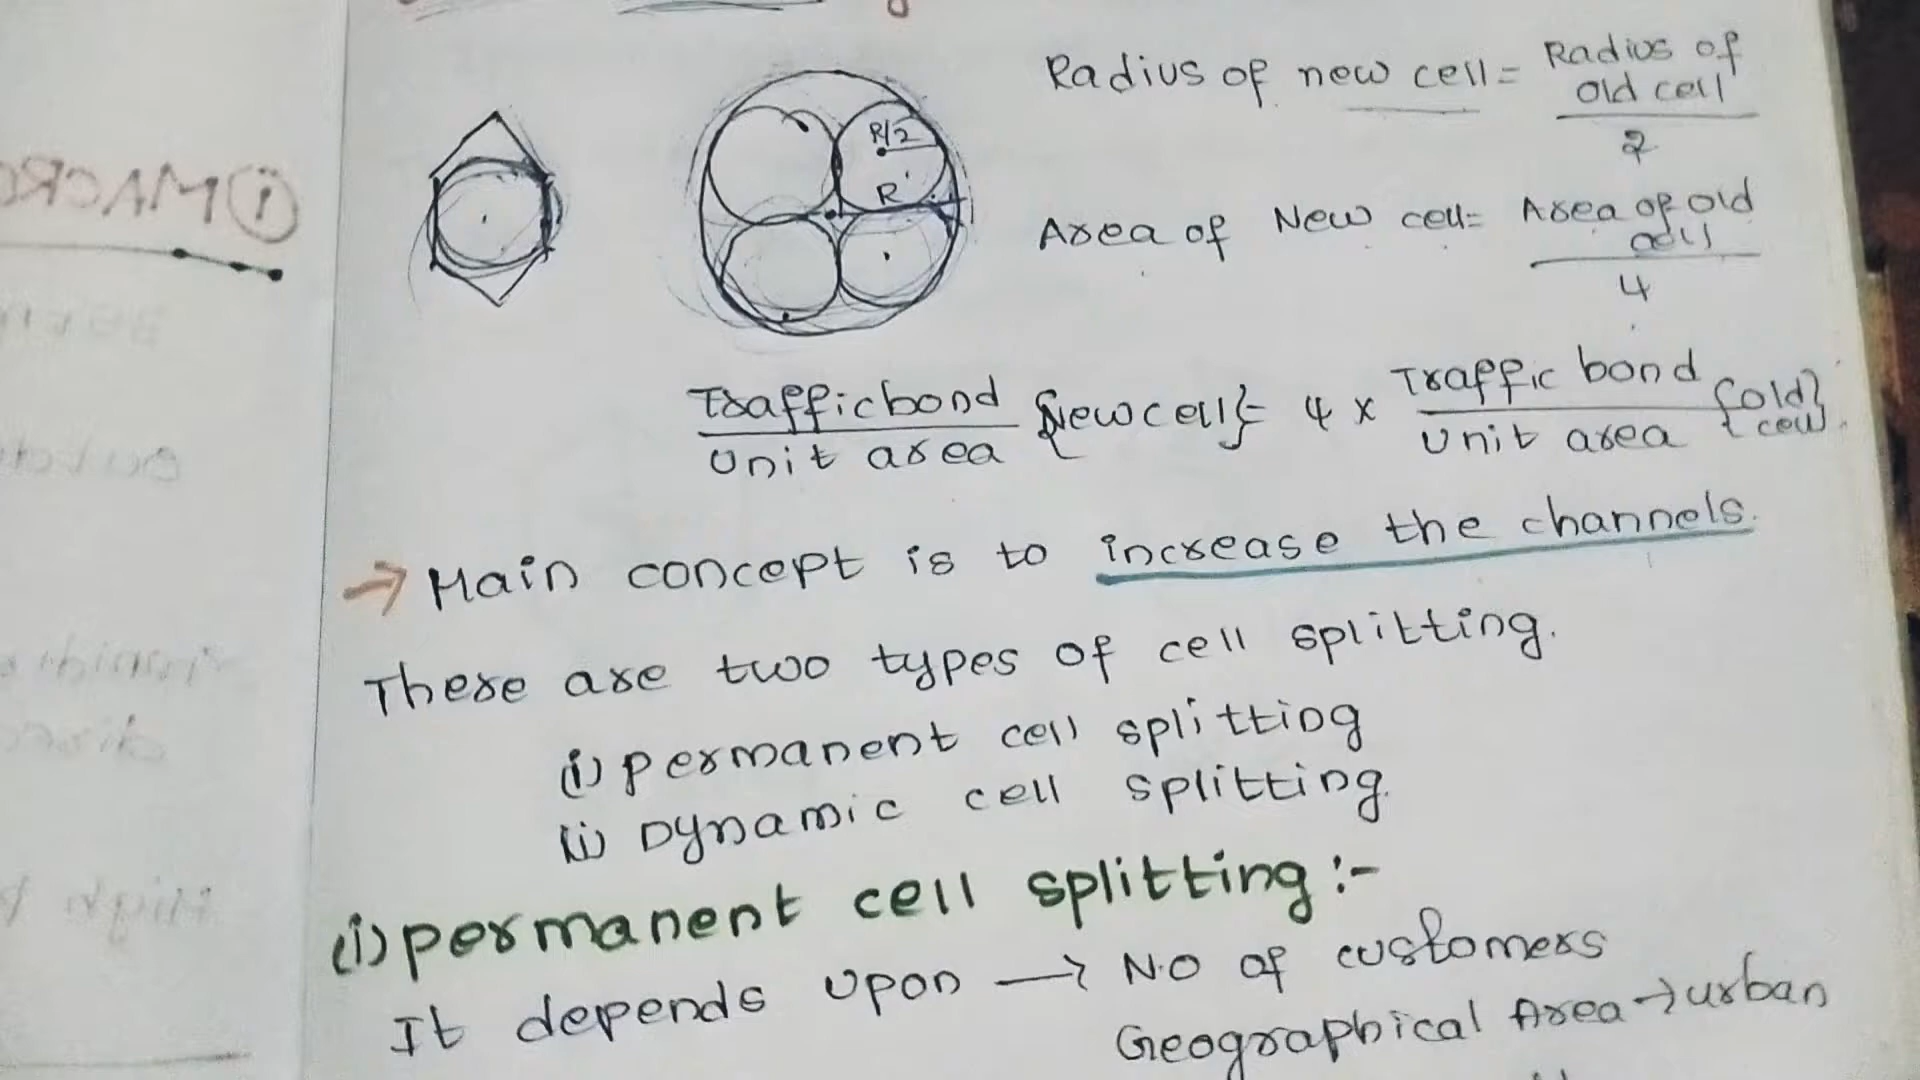 Radius of new cell = Radius of old cell / 2
R/2
R'
Area of New cell = Area of old cell / 4
Traffic bond / Unit area {New cell} = 4 x Traffic bond / Unit area {old cell}
→ Main concept is to increase the channels.
There are two types of cell splitting.
(i) permanent cell splitting
(ii) Dynamic cell splitting.
(i) permanent cell splitting :-
It depends upon → N.O of customers
Geographical Area → urban